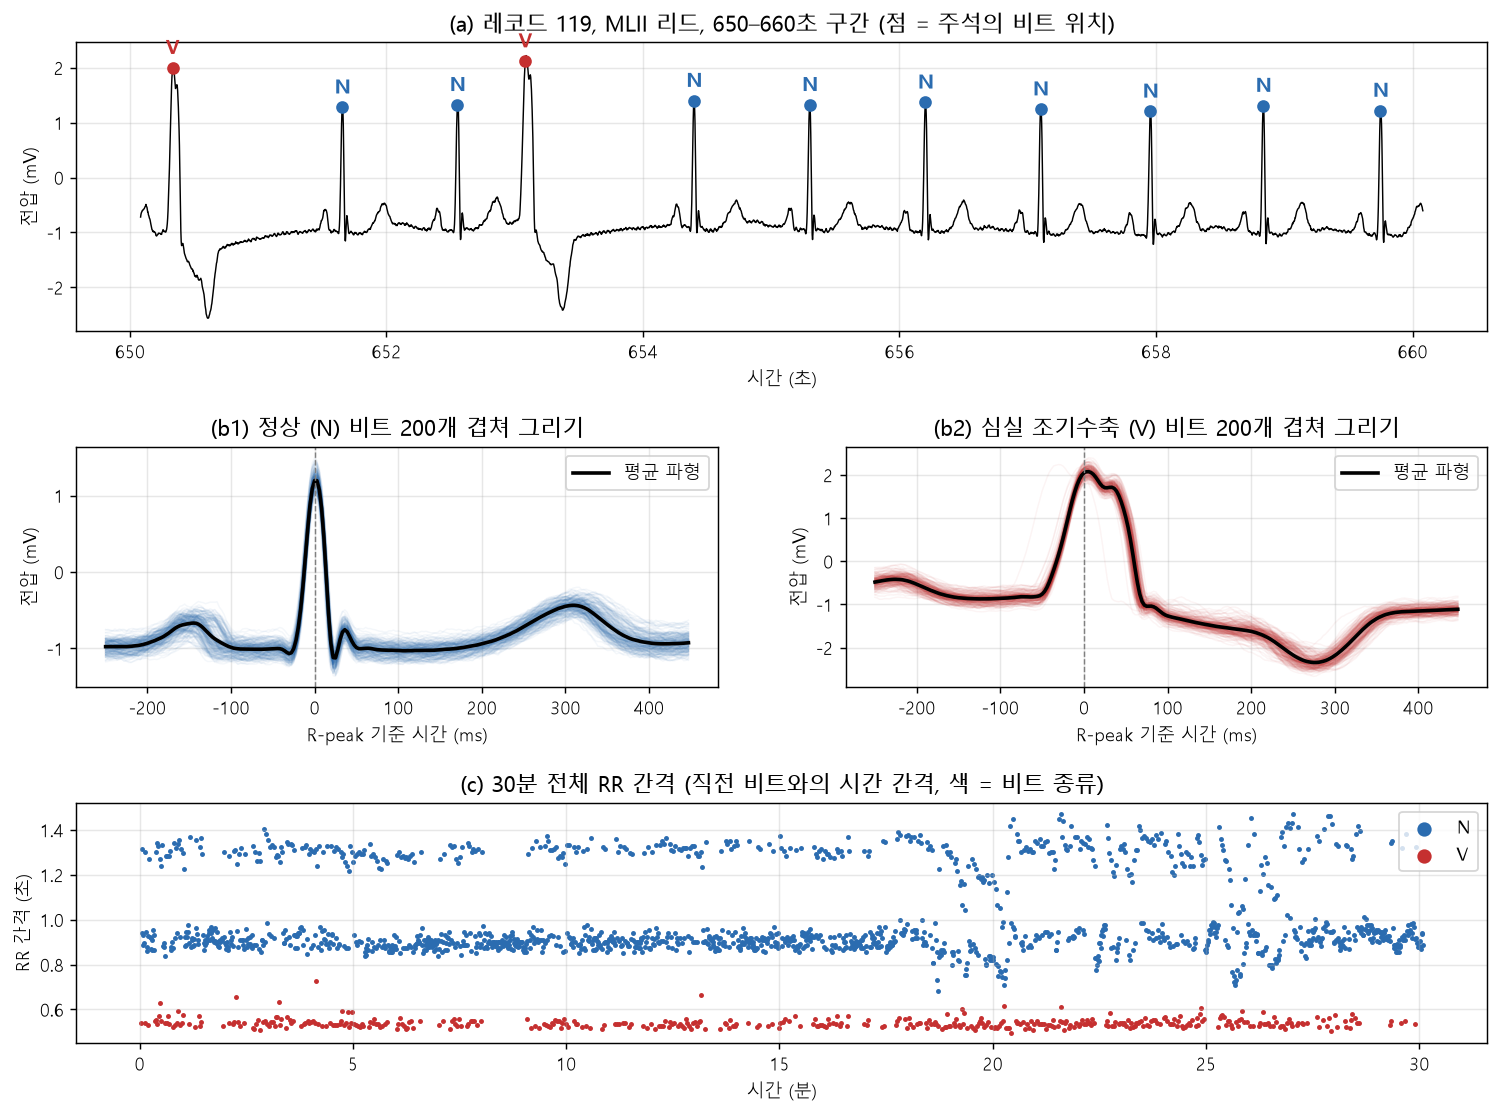 (a) 레코드 119, MLII 리드, 650–660초 구간 (점 = 주석의 비트 위치)
V
N
N
V
N
N
N
N
N
N
N
전압 (mV)
2
1
0
-1
-2
650
652
654
656
658
660
시간 (초)
(b1) 정상 (N) 비트 200개 겹쳐 그리기
평균 파형
전압 (mV)
1
0
-1
-200
-100
0
100
200
300
400
R-peak 기준 시간 (ms)
(b2) 심실 조기수축 (V) 비트 200개 겹쳐 그리기
평균 파형
전압 (mV)
2
1
0
-1
-2
-200
-100
0
100
200
300
400
R-peak 기준 시간 (ms)
(c) 30분 전체 RR 간격 (직전 비트와의 시간 간격, 색 = 비트 종류)
N
V
RR 간격 (초)
1.4
1.2
1.0
0.8
0.6
0
5
10
15
20
25
30
시간 (분)